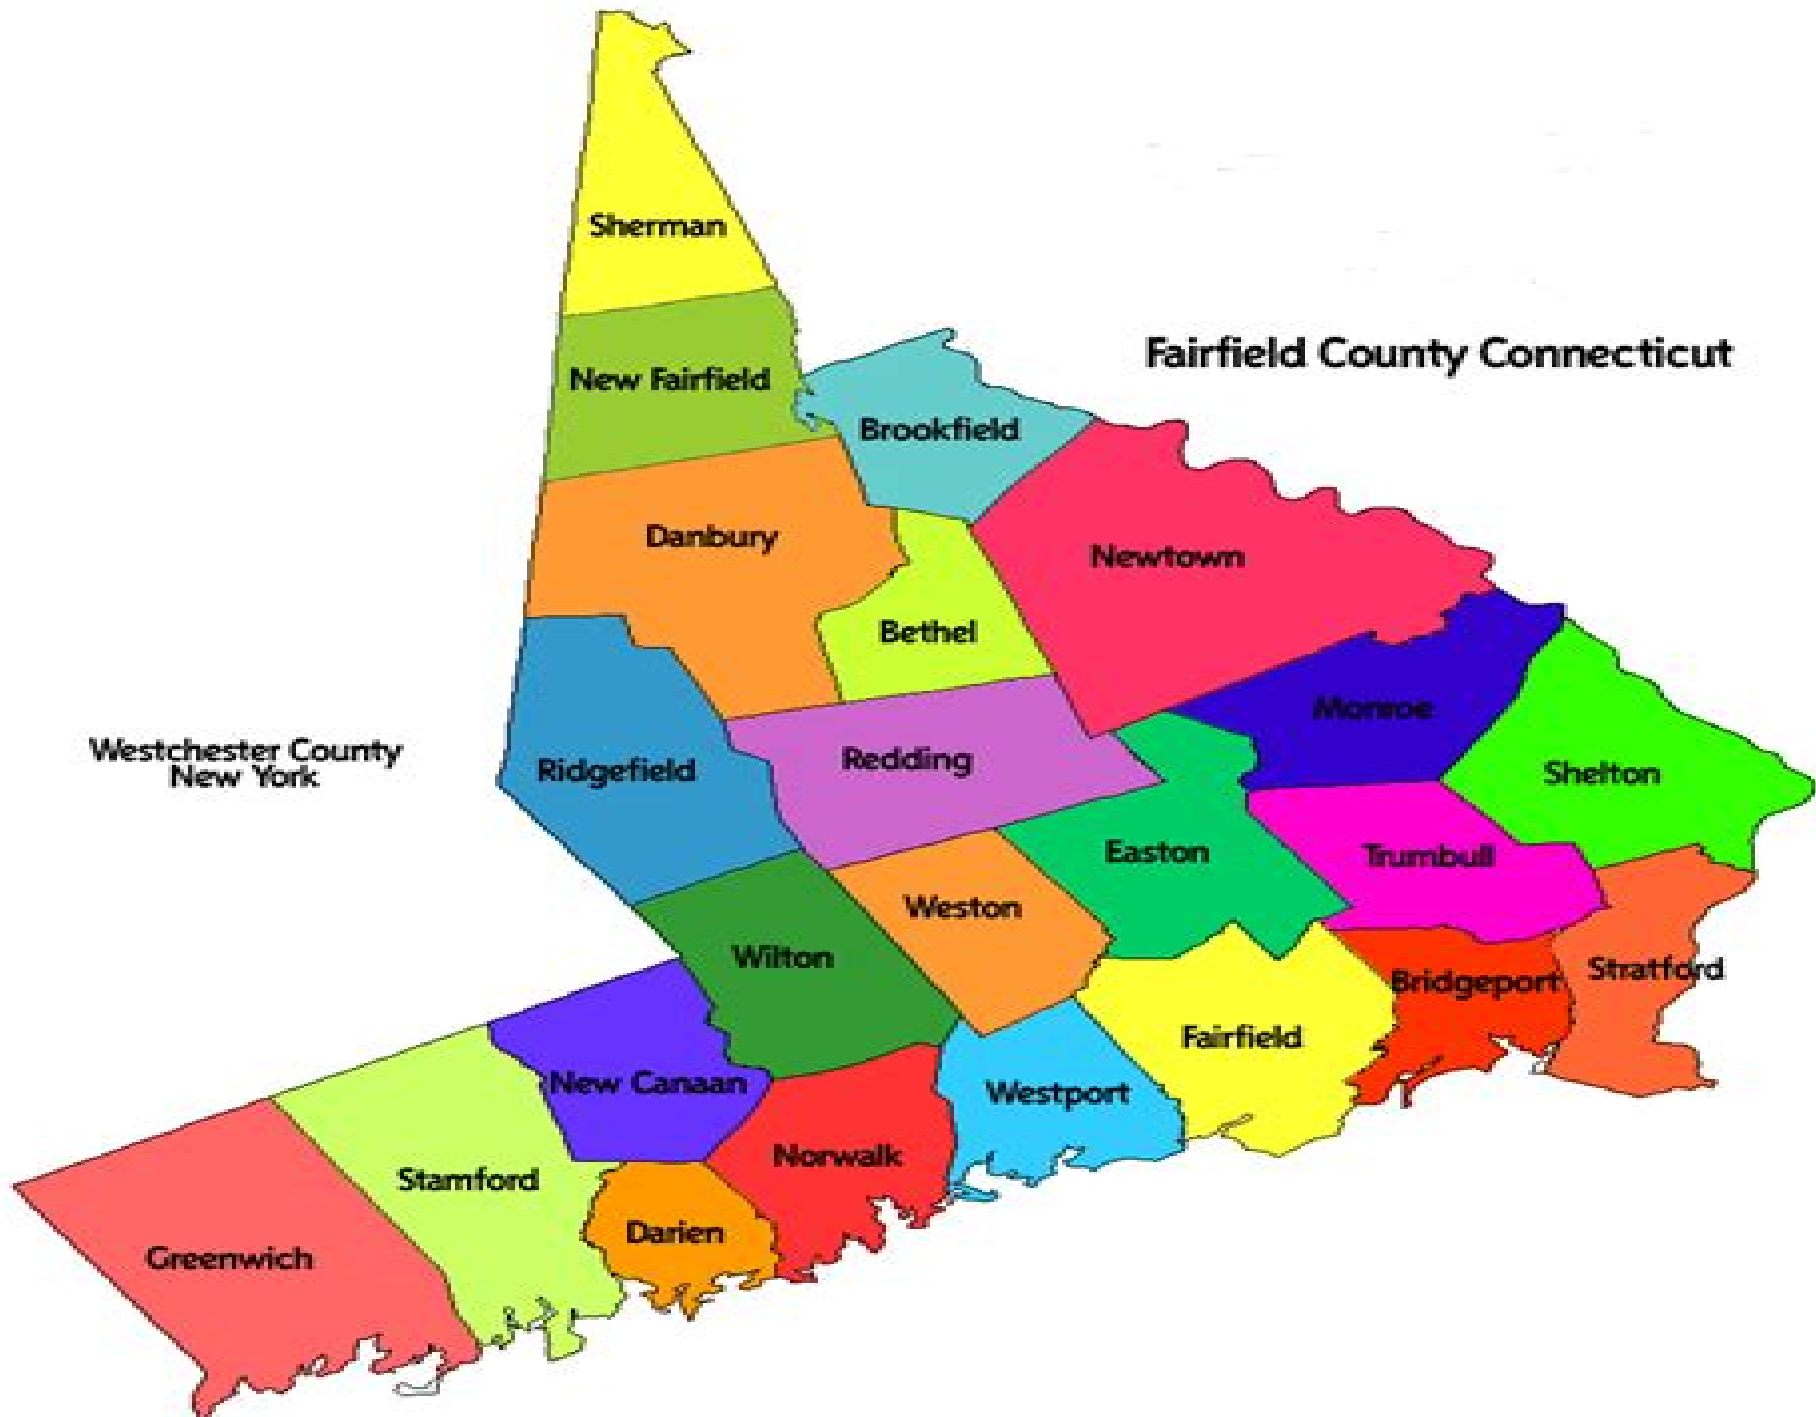 Sherman
Fairfield County Connecticut
New Fairfield
Brookfield
Danbury
Newtown
Bethel
Monroe
Westchester County
New York
Ridgefield
Redding
Shelton
Easton
Trumbull
Weston
Wilton
Bridgeport
Stratford
Fairfield
New Canaan
Westport
Norwalk
Stamford
Darien
Greenwich